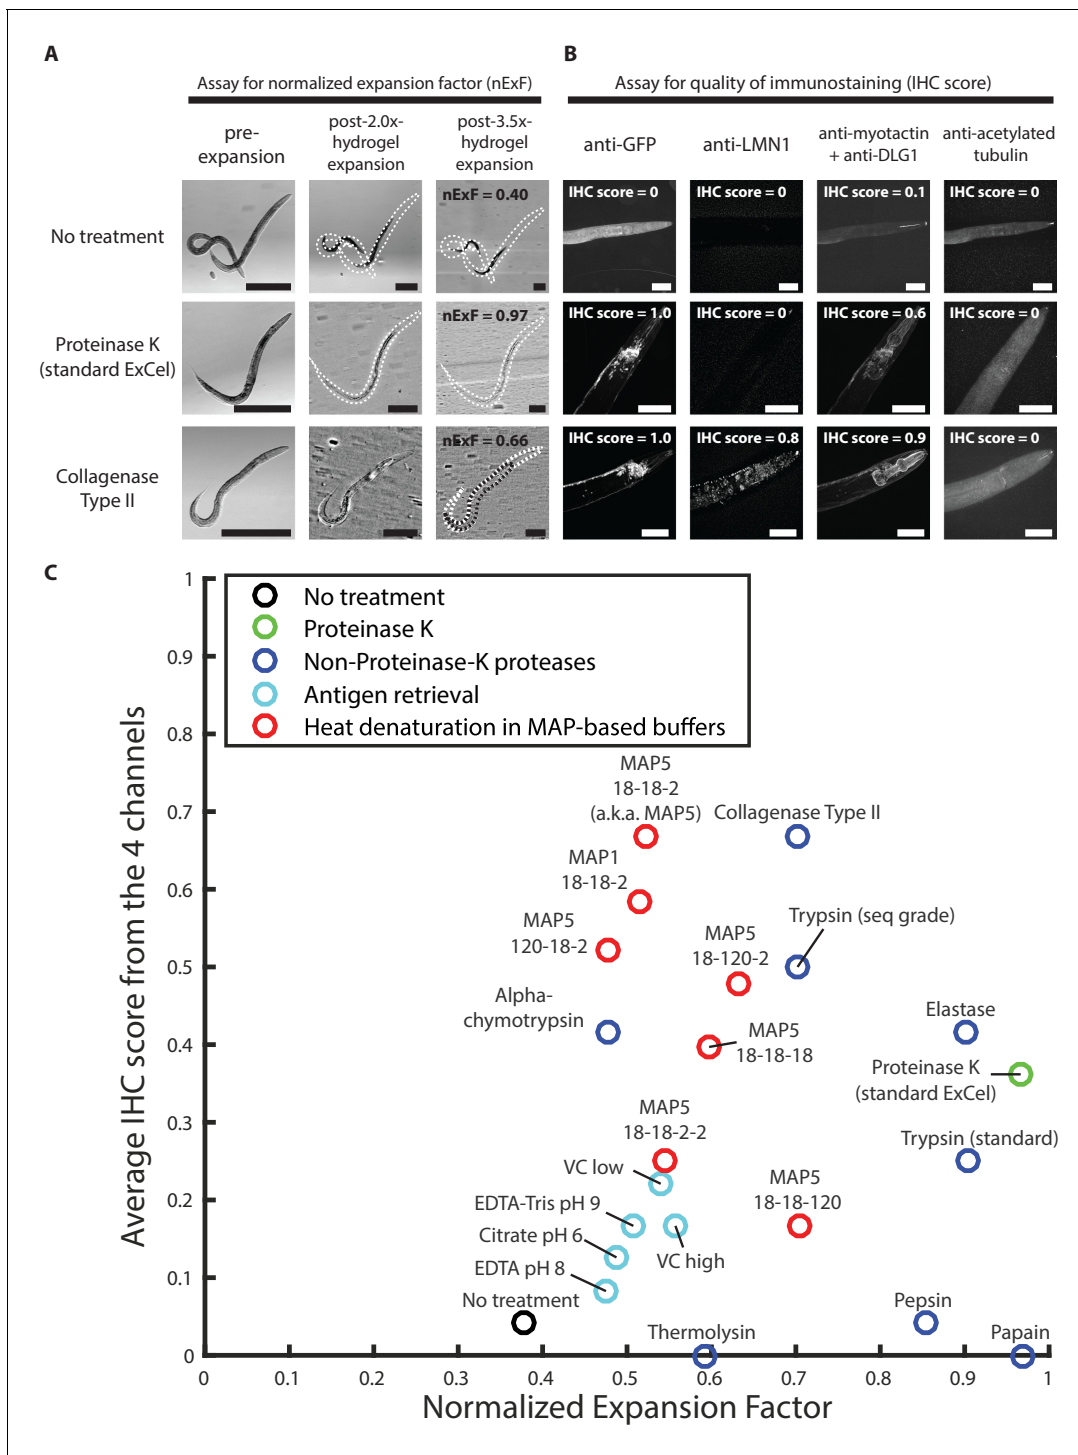 A
Assay for normalized expansion factor (nExF)
pre-
expansion
post-2.0x-
hydrogel
expansion
post-3.5x-
hydrogel
expansion
B
Assay for quality of immunostaining (IHC score)
anti-GFP
anti-LMN1
anti-myotactin
+ anti-DLG1
anti-acetylated
tubulin
No treatment
nExF = 0.40
IHC score = 0
IHC score = 0
IHC score = 0.1
IHC score = 0
Proteinase K
(standard ExCel)
nExF = 0.97
IHC score = 1.0
IHC score = 0
IHC score = 0.6
IHC score = 0
Collagenase
Type II
nExF = 0.66
IHC score = 1.0
IHC score = 0.8
IHC score = 0.9
IHC score = 0
C
Average IHC score from the 4 channels
1
0.9
0.8
0.7
0.6
0.5
0.4
0.3
0.2
0.1
0
No treatment
Proteinase K
Non-Proteinase-K proteases
Antigen retrieval
Heat denaturation in MAP-based buffers
MAP5
18-18-2
(a.k.a. MAP5)
Collagenase Type II
MAP1
18-18-2
MAP5
120-18-2
Trypsin (seq grade)
MAP5
18-120-2
Alpha-
chymotrypsin
Elastase
MAP5
18-18-18
Proteinase K
(standard ExCel)
MAP5
18-18-2-2
Trypsin (standard)
VC low
MAP5
18-18-120
EDTA-Tris pH 9
Citrate pH 6
VC high
EDTA pH 8
No treatment
Pepsin
Thermolysin
Papain
0
0.1
0.2
0.3
0.4
0.5
0.6
0.7
0.8
0.9
1
Normalized Expansion Factor